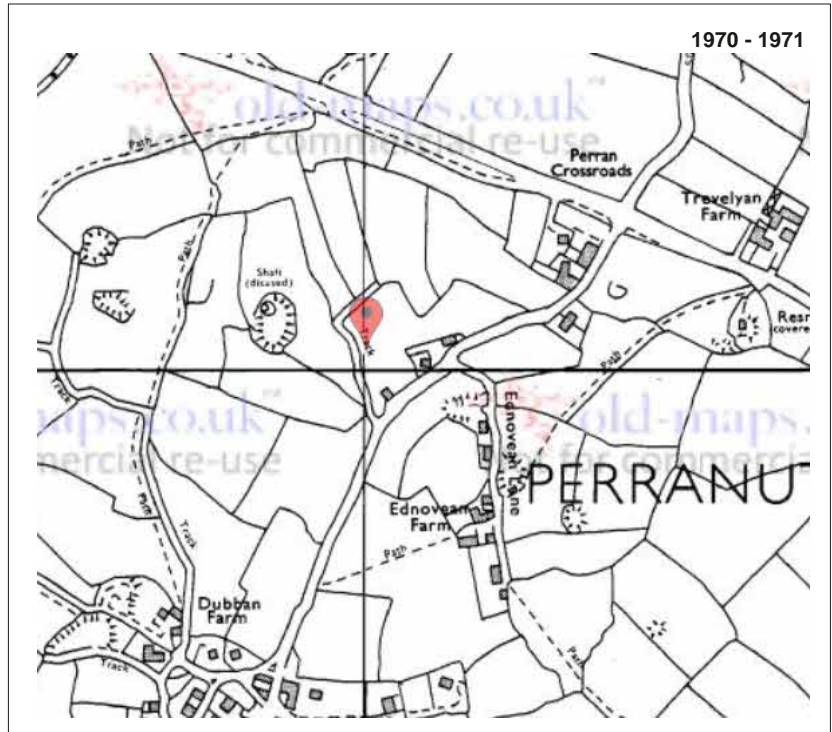 1970 - 1971
old-maps.co.uk
Not for commercial re-use
Path
Perran
Crossroads
Trevelyan
Farm
Path
Shaft
(disused)
Track
Resr
covere
Path
Track
aps.co.uk
mercial re-use
Ednovean Lane
old-maps.
Not for commercia
PERRANU
Ednovean
Farm
Path
Track
Path
Dubban
Farm
Track
Path